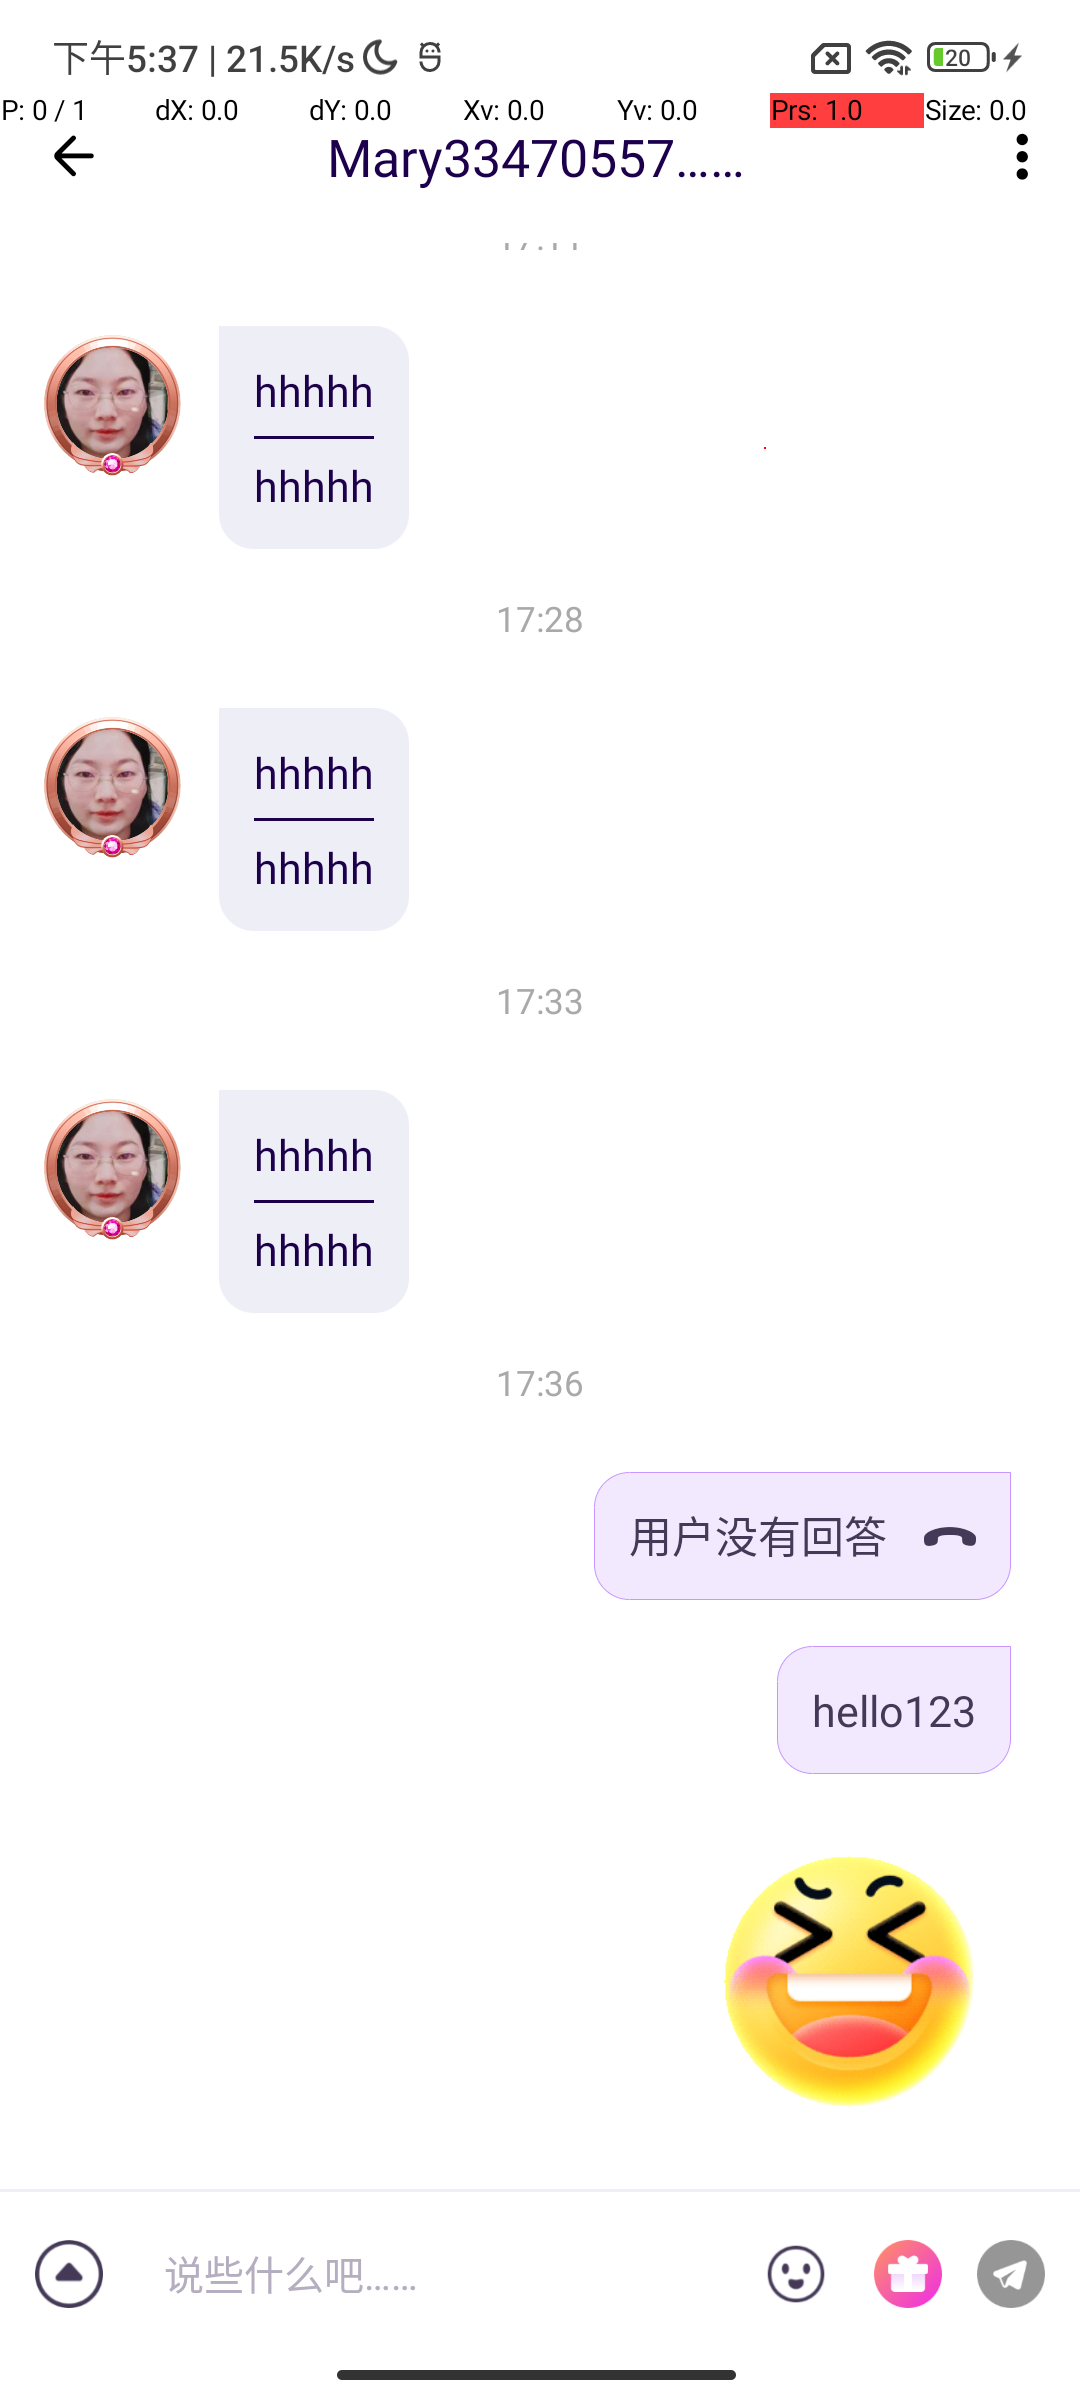 下午5:37 | 21.5K/s
20
P: 0 / 1 dX: 0.0 dY: 0.0 Xv: 0.0 Yv: 0.0 Prs: 1.0 Size: 0.0
Mary33470557......
hhhhh
hhhhh
17:28
hhhhh
hhhhh
17:33
hhhhh
hhhhh
17:36
用户没有回答
hello123
说些什么吧......